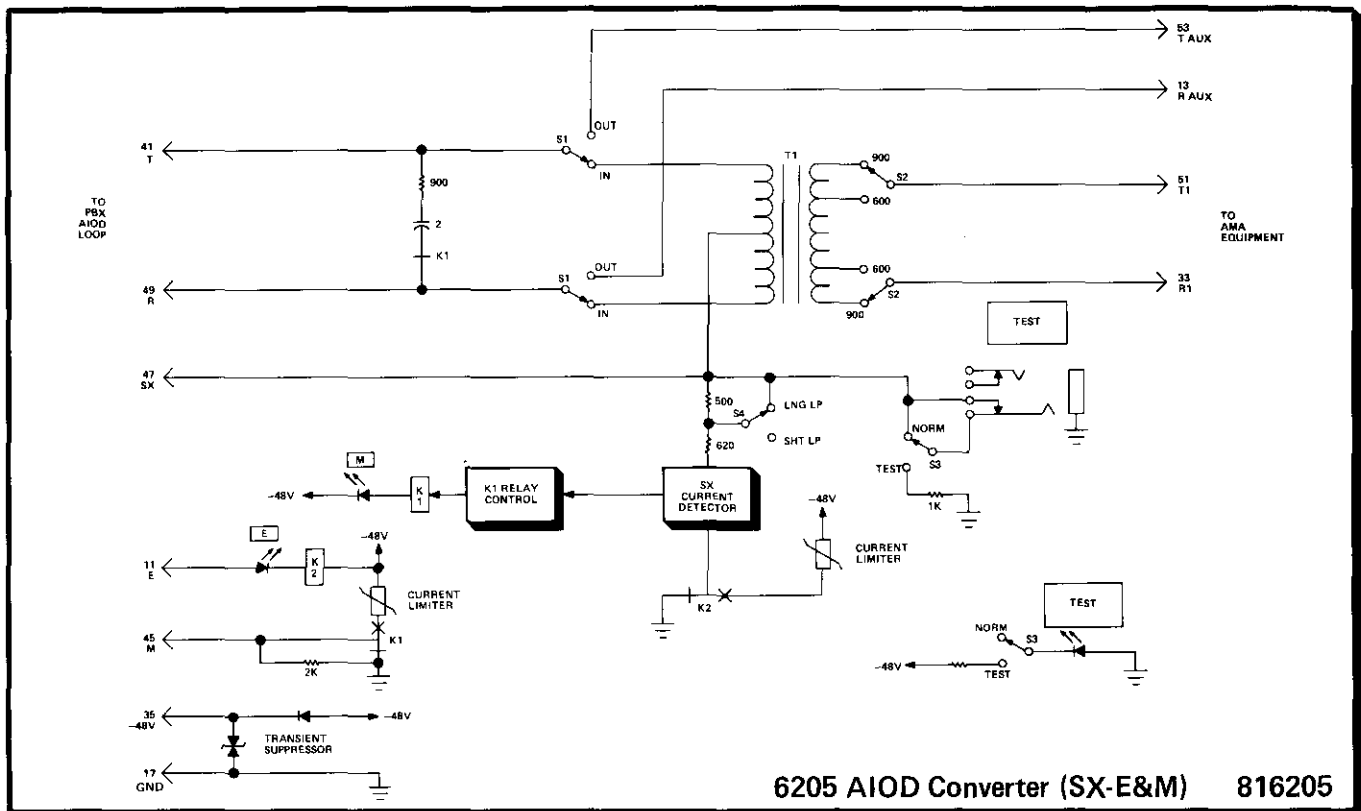 53
T AUX
13
R AUX
OUT
S1
41
T
IN
T1
900
S2
51
T1
900
600
TO
PBX
AIOD
LOOP
2
TO
AMA
EQUIPMENT
K1
OUT
600
S1
49
R
S2
33
R1
IN
900
TEST
47
SX
500
LNG LP
S4
SHT LP
NORM
620
S3
M
TEST
-48V
K
1
K1 RELAY
CONTROL
SX
CURRENT
DETECTOR
1K
-48V
E
-48V
CURRENT
LIMITER
11
E
K
2
CURRENT
LIMITER
K2
TEST
45
M
K1
NORM
S3
2K
-48V
TEST
35
-48V
-48V
TRANSIENT
SUPPRESSOR
17
GND
6205 AIOD Converter (SX-E&M) 816205